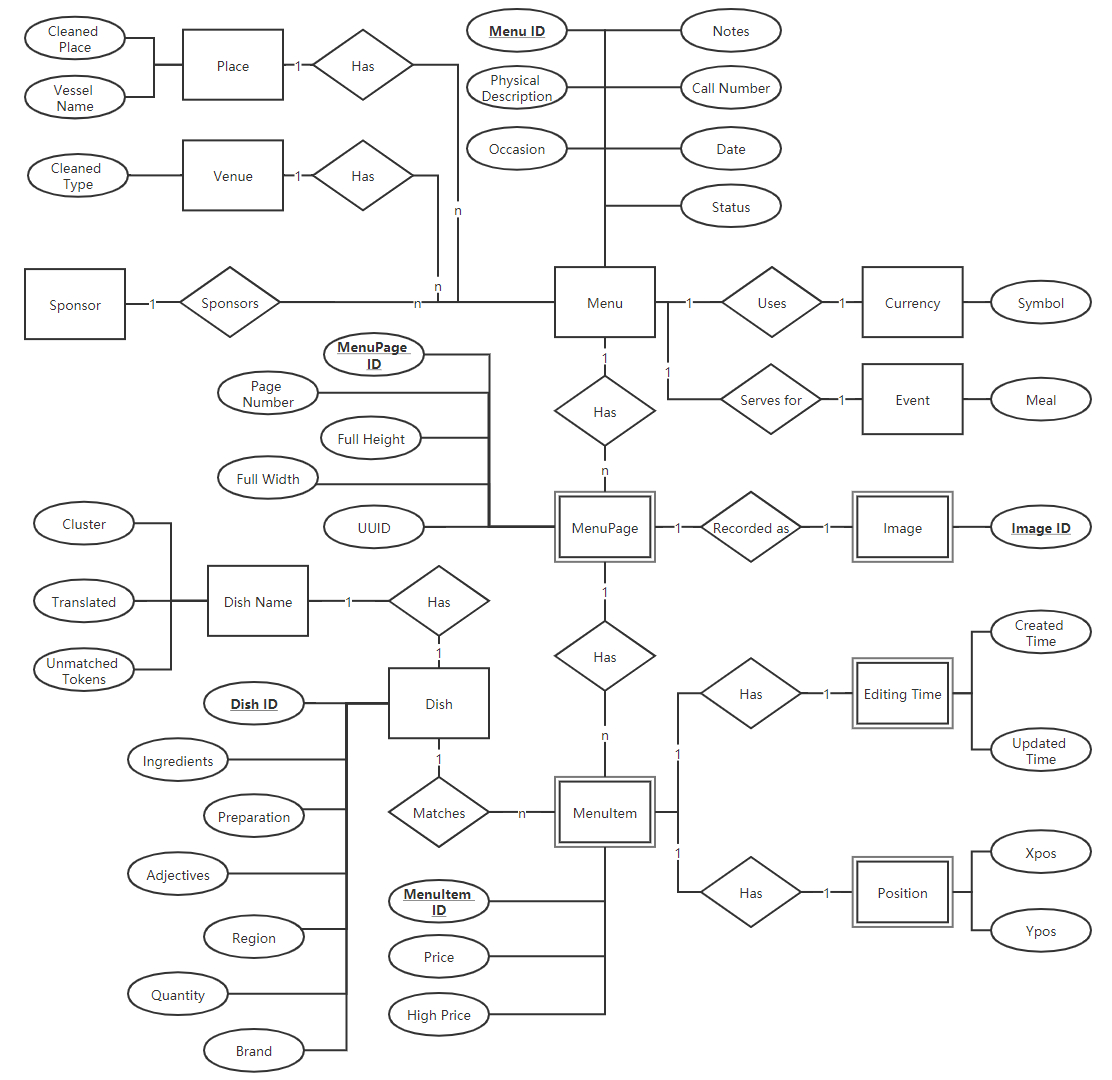 Cleaned
Place
Vessel
Name
Place
1
Has
Menu ID
Notes
Physical
Description
Call Number
Occasion
Date
Status
Cleaned
Type
Venue
1
Has
n
n
Sponsor
1
Sponsors
n
Menu
1
Uses
1
Currency
Symbol
1
Serves for
1
Event
Meal
1
Has
n
MenuPage
ID
Page
Number
Full Height
Full Width
UUID
MenuPage
1
Recorded as
1
Image
Image ID
Cluster
Translated
Unmatched
Tokens
Dish Name
1
Has
1
1
Has
n
Dish
Dish ID
Ingredients
Preparation
Adjectives
Region
Quantity
Brand
1
Matches
n
MenuItem
1
Has
1
Editing Time
Created
Time
Updated
Time
1
Has
1
Position
Xpos
Ypos
MenuItem
ID
Price
High Price